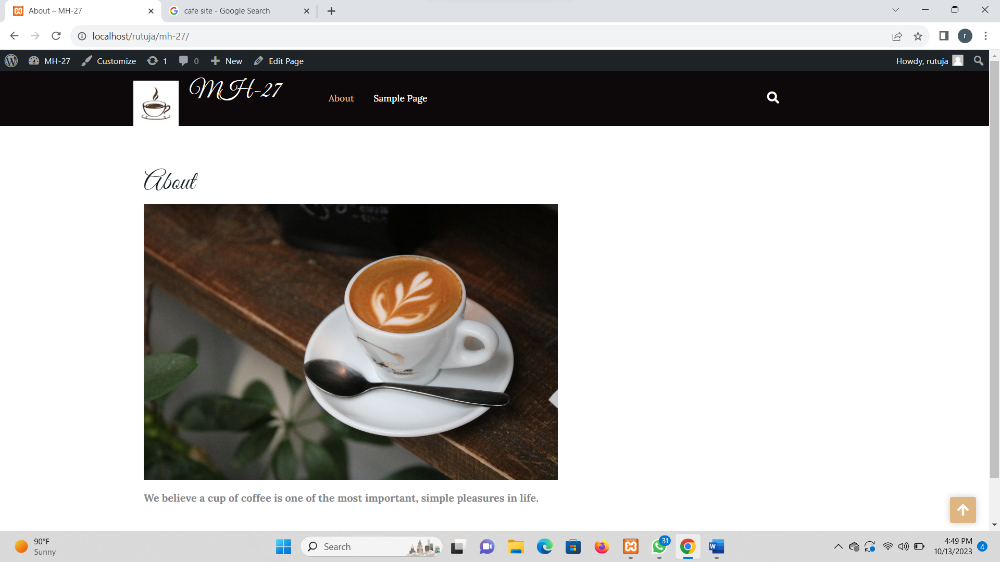 About – MH-27
cafe site - Google Search
localhost/rutuja/mh-27/
r
MH-27
Customize
1
0
New
Edit Page
Howdy, rutuja
MH-27
About
Sample Page
About
We believe a cup of coffee is one of the most important, simple pleasures in life.
90°F
Sunny
Search
31
W
4:49 PM
10/13/2023
4